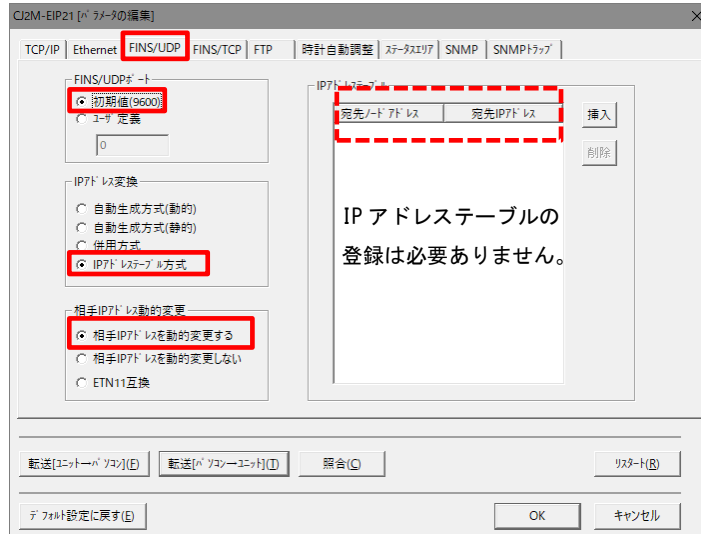 CJ2M-EIP21 [ﾊﾟﾗﾒｰﾀの編集]
TCP/IP Ethernet FINS/UDP FINS/TCP FTP 時計自動調整 ｽﾃｰﾀｽｴﾘｱ SNMP SNMPﾄﾗｯﾌﾟ
FINS/UDPﾎﾟｰﾄ
初期値(9600)
ﾕｰｻﾞ定義
0
IPｱﾄﾞﾚｽ変換
自動生成方式(動的)
自動生成方式(静的)
併用方式
IPｱﾄﾞﾚｽﾃｰﾌﾞﾙ方式
相手IPｱﾄﾞﾚｽ動的変更
相手IPｱﾄﾞﾚｽを動的変更する
相手IPｱﾄﾞﾚｽを動的変更しない
ETN11互換
IPｱﾄﾞﾚｽﾃｰﾌﾞﾙ
宛先ﾉｰﾄﾞｱﾄﾞﾚｽ 宛先IPｱﾄﾞﾚｽ
挿入
削除
IP アドレステーブルの
登録は必要ありません。
転送[ﾕﾆｯﾄ→ﾊﾟｿｺﾝ](F) 転送[ﾊﾟｿｺﾝ→ﾕﾆｯﾄ](T) 照合(C) ﾘｽﾀｰﾄ(R)
ﾃﾞﾌｫﾙﾄ設定に戻す(E) OK キャンセル